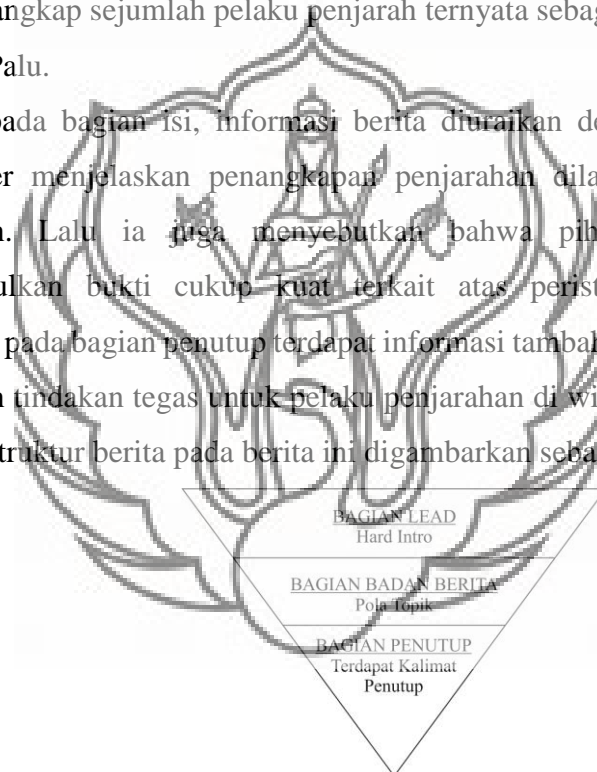 angkap sejumlah pelaku penjarah ternyata sebag
Palu.
pada bagian isi, informasi berita diuraikan de
er menjelaskan penangkapan penjarahan dila
n. Lalu ia juga menyebutkan bahwa pih
ulkan bukti cukup kuat terkait atas perist
pada bagian penutup terdapat informasi tambah
n tindakan tegas untuk pelaku penjarahan di wi
truktur berita pada berita ini digambarkan seba
BAGIAN LEAD
Hard Intro
BAGIAN BADAN BERITA
Pola Topik
BAGIAN PENUTUP
Terdapat Kalimat
Penutup